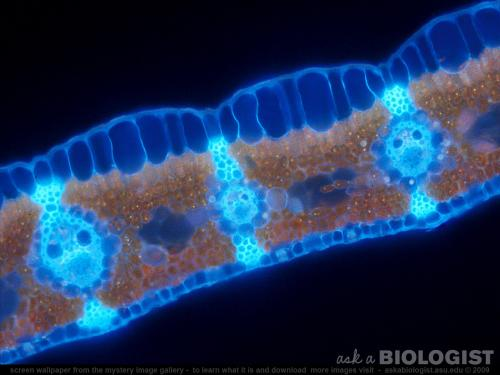 ask a BIOLOGIST
screen wallpaper from the mystery image gallery - to learn what it is and download more images visit - askabiologist.asu.edu © 2009